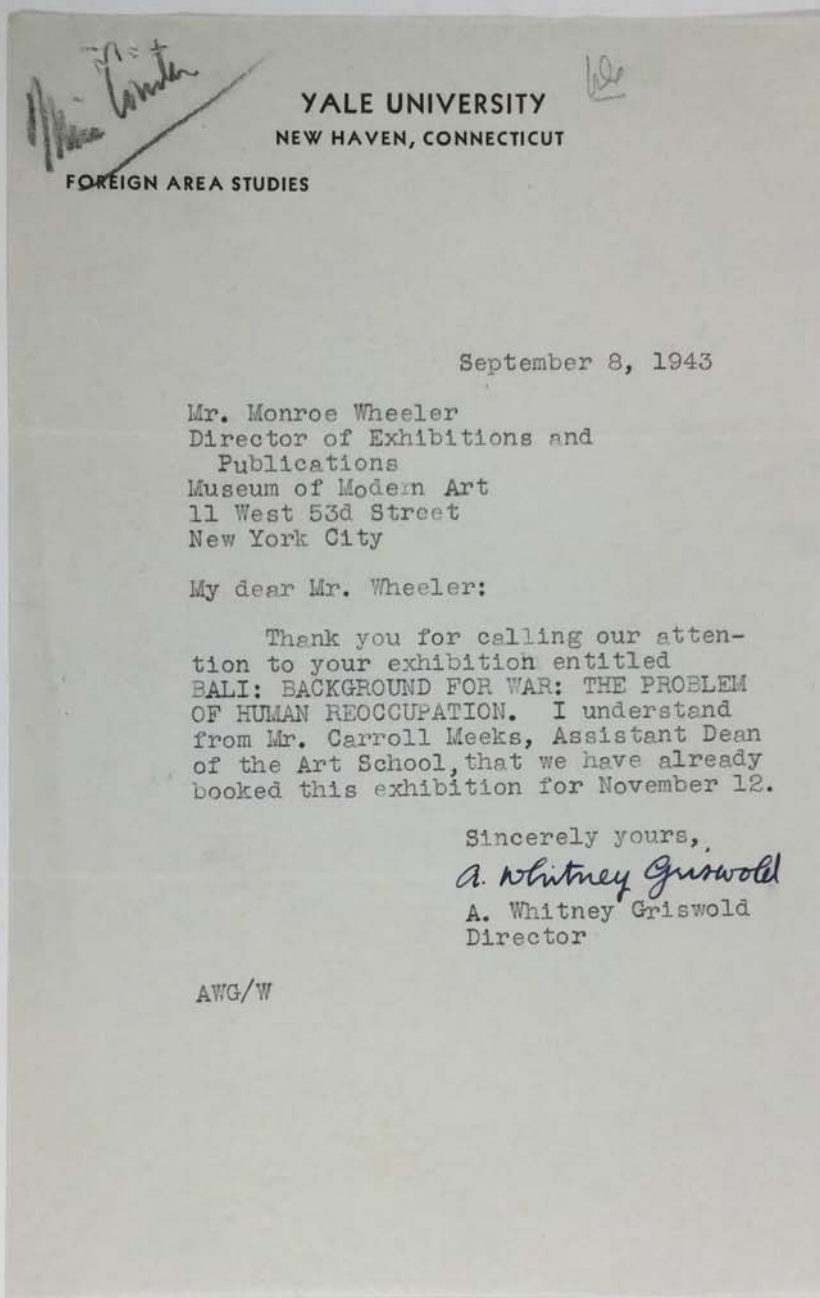 YALE UNIVERSITY
NEW HAVEN, CONNECTICUT
FOREIGN AREA STUDIES
September 8, 1943
Mr. Monroe Wheeler
Director of Exhibitions and
Publications
Museum of Modern Art
11 West 53d Street
New York City
My dear Mr. Wheeler:
Thank you for calling our atten-
tion to your exhibition entitled
BALI: BACKGROUND FOR WAR: THE PROBLEM
OF HUMAN REOCCUPATION. I understand
from Mr. Carroll Meeks, Assistant Dean
of the Art School, that we have already
booked this exhibition for November 12.
Sincerely yours,
A. Whitney Griswold
A. Whitney Griswold
Director
AWG/W